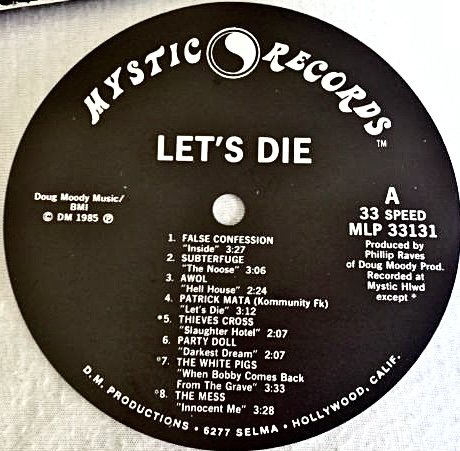 MYSTIC RECORDS
TM
LET'S DIE
Doug Moody Music/
BMI
© DM 1985 ℗
A
33 SPEED
MLP 33131
Produced by
Phillip Raves
of Doug Moody Prod.
Recorded at
Mystic Hlwd
except *
1. FALSE CONFESSION
"Inside" 3:27
2. SUBTERFUGE
"The Noose" 3:06
3. AWOL
"Hell House" 2:24
4. PATRICK MATA (Kommunity Fk)
"Let's Die" 3:12
*5. THIEVES CROSS
"Slaughter Hotel" 2:07
6. PARTY DOLL
"Darkest Dream" 2:07
*7. THE WHITE PIGS
"When Bobby Comes Back
From The Grave" 3:33
*8. THE MESS
"Innocent Me" 3:28
D.M. PRODUCTIONS • 6277 SELMA • HOLLYWOOD, CALIF.